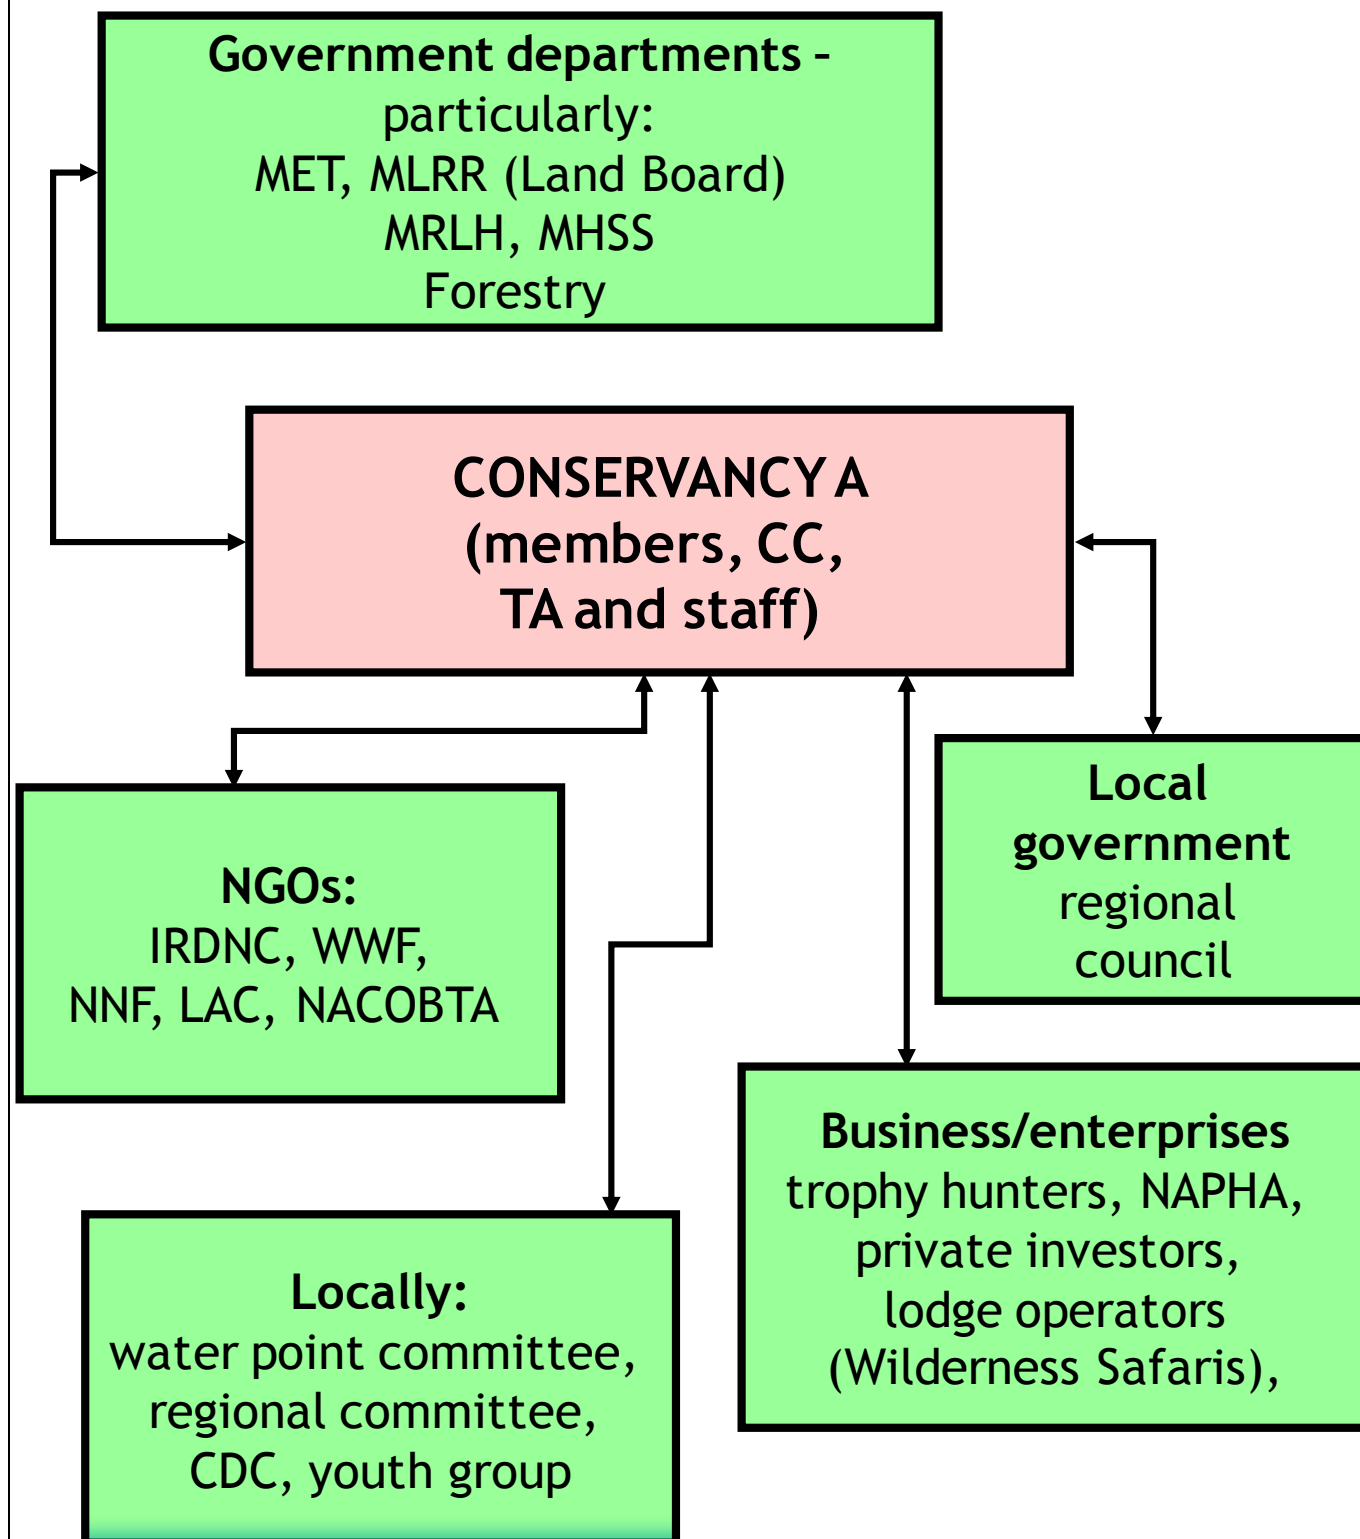 Government departments –
particularly:
MET, MLRR (Land Board)
MRLH, MHSS
Forestry
CONSERVANCY A
(members, CC,
TA and staff)
NGOs:
IRDNC, WWF,
NNF, LAC, NACOBTA
Local
government
regional
council
Business/enterprises
trophy hunters, NAPHA,
private investors,
lodge operators
(Wilderness Safaris),
Locally:
water point committee,
regional committee,
CDC, youth group